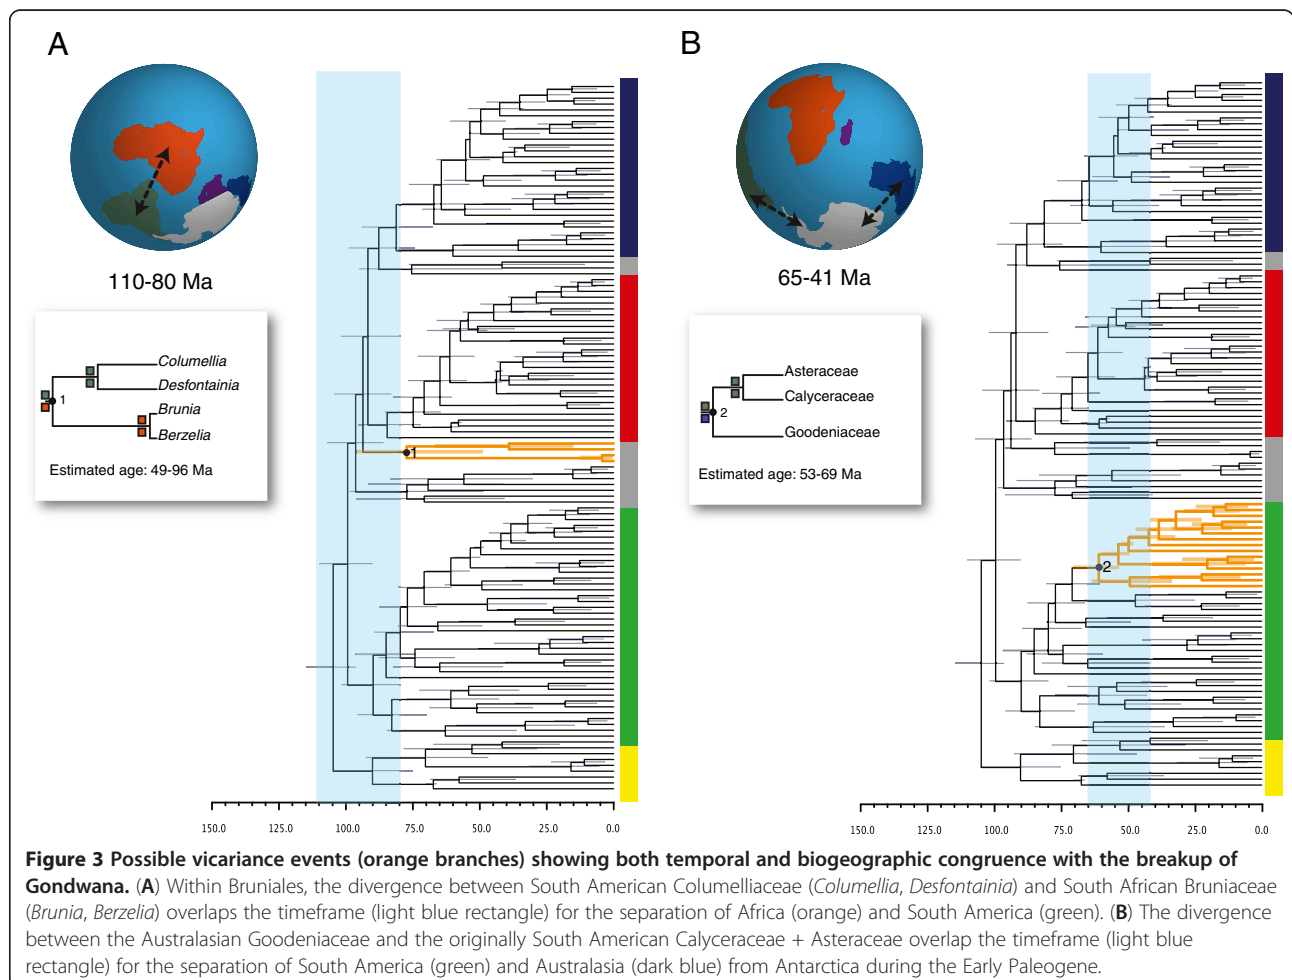 A
110-80 Ma
Columellia
Desfontainia
1
Brunia
Berzelia
Estimated age: 49-96 Ma
1
150.0 125.0 100.0 75.0 50.0 25.0 0.0
B
65-41 Ma
Asteraceae
Calyceraceae
2
Goodeniaceae
Estimated age: 53-69 Ma
2
150.0 125.0 100.0 75.0 50.0 25.0 0.0
Figure 3 Possible vicariance events (orange branches) showing both temporal and biogeographic congruence with the breakup of
Gondwana. (A) Within Bruniales, the divergence between South American Columelliaceae (Columellia, Desfontainia) and South African Bruniaceae
(Brunia, Berzelia) overlaps the timeframe (light blue rectangle) for the separation of Africa (orange) and South America (green). (B) The divergence
between the Australasian Goodeniaceae and the originally South American Calyceraceae + Asteraceae overlap the timeframe (light blue
rectangle) for the separation of South America (green) and Australasia (dark blue) from Antarctica during the Early Paleogene.